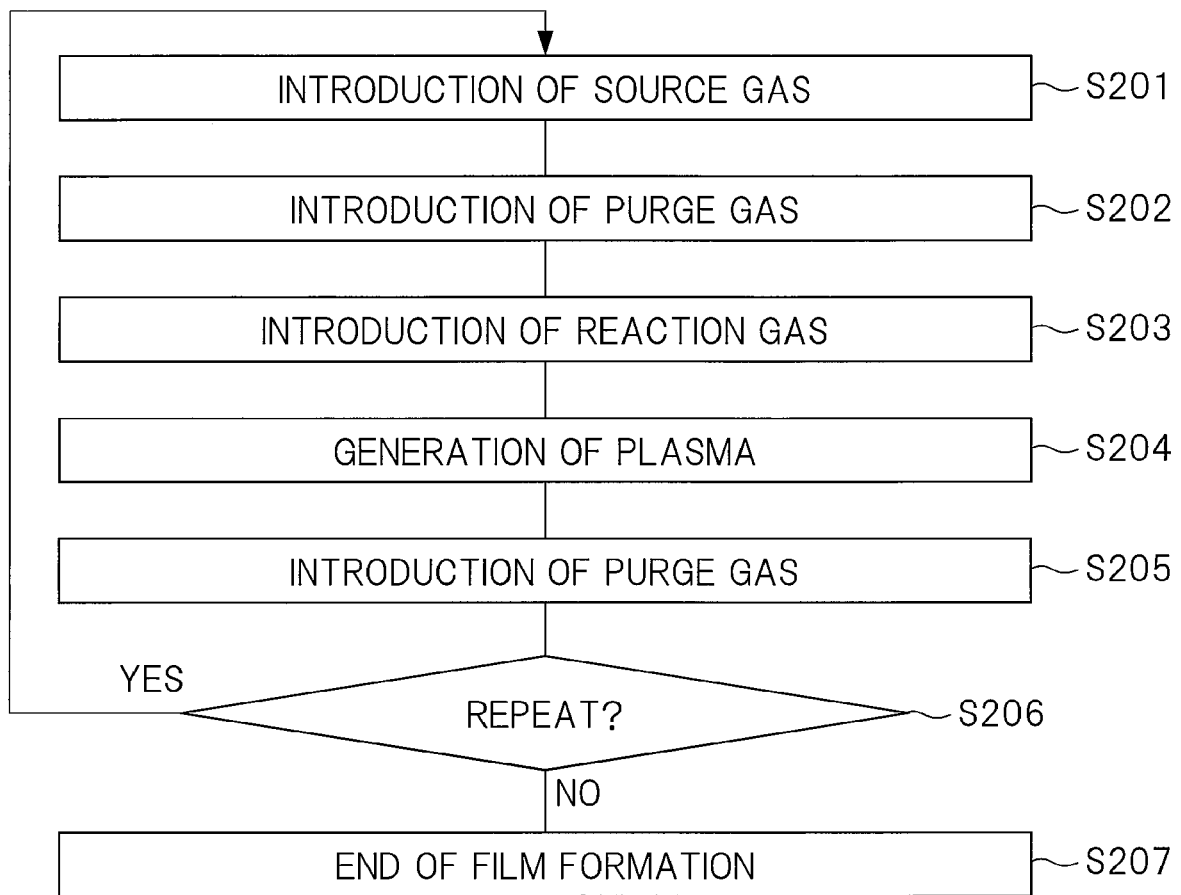 INTRODUCTION OF SOURCE GAS S201
INTRODUCTION OF PURGE GAS S202
INTRODUCTION OF REACTION GAS S203
GENERATION OF PLASMA S204
INTRODUCTION OF PURGE GAS S205
YES
REPEAT? S206
NO
END OF FILM FORMATION S207